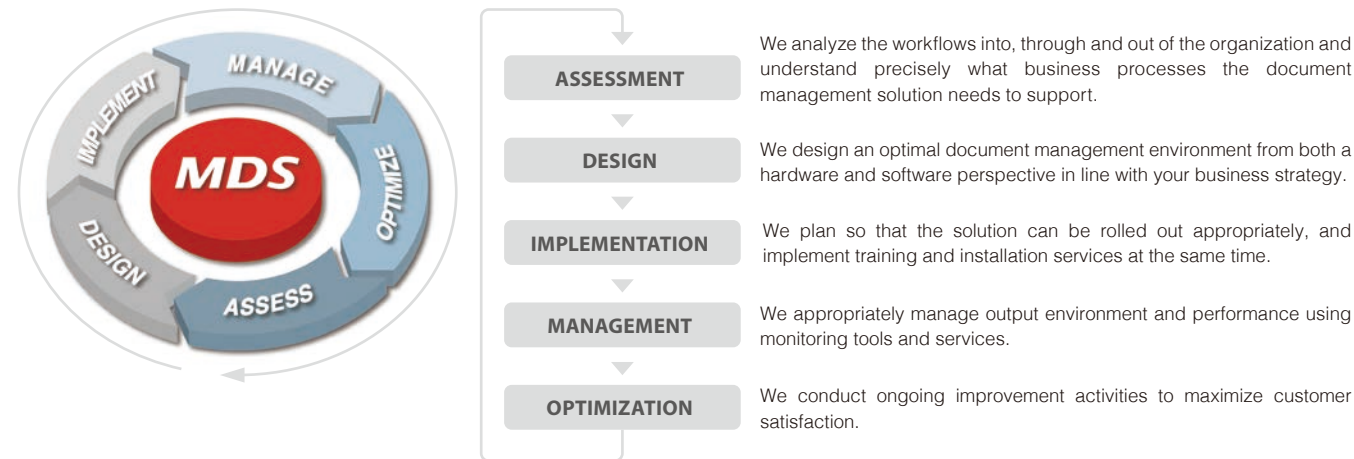 MANAGE
IMPLEMENT
MDS
OPTIMIZE
DESIGN
ASSESS
ASSESSMENT
We analyze the workflows into, through and out of the organization and
understand precisely what business processes the document
management solution needs to support.
DESIGN
We design an optimal document management environment from both a
hardware and software perspective in line with your business strategy.
IMPLEMENTATION
We plan so that the solution can be rolled out appropriately, and
implement training and installation services at the same time.
MANAGEMENT
We appropriately manage output environment and performance using
monitoring tools and services.
OPTIMIZATION
We conduct ongoing improvement activities to maximize customer
satisfaction.